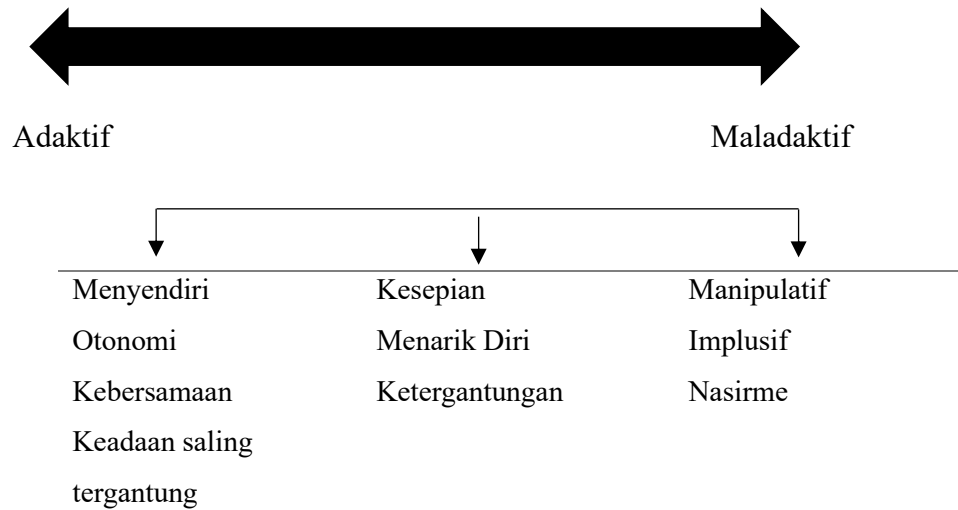 Adaktif Maladaktif
Menyendiri Kesepian Manipulatif
Otonomi Menarik Diri Implusif
Kebersamaan Ketergantungan Nasirme
Keadaan saling
tergantung